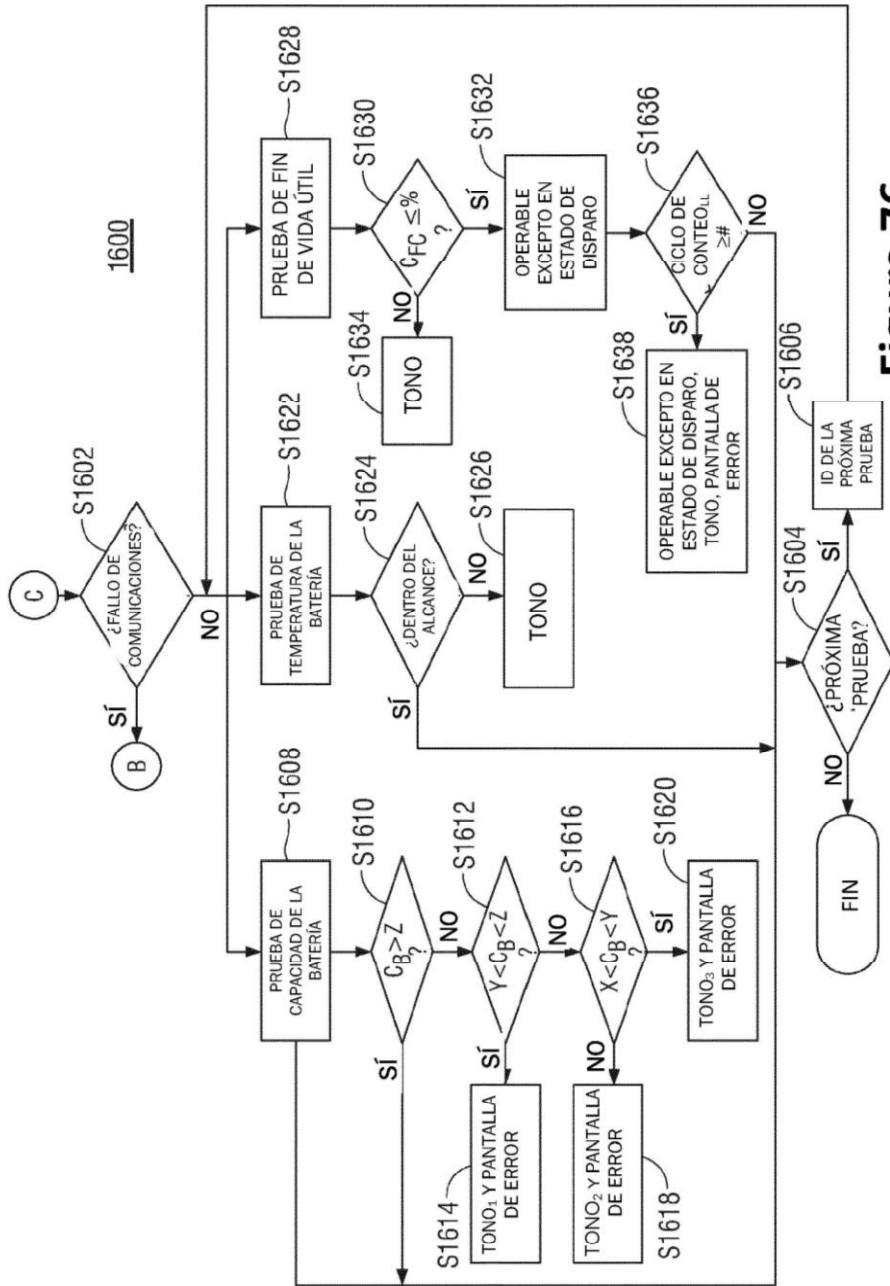 1600
C
S1602
¿FALLO DE
COMUNICACIONES?
SÍ
B
NO
S1608
PRUEBA DE
CAPACIDAD DE LA
BATERÍA
S1610
C_B>Z
?
SÍ
NO
S1612
Y<C_B<Z
?
SÍ
NO
S1614
TONO₁ Y PANTALLA
DE ERROR
S1616
X<C_B<Y
?
NO
SÍ
S1618
TONO₂ Y PANTALLA
DE ERROR
S1620
TONO₃ Y PANTALLA
DE ERROR
S1622
PRUEBA DE
TEMPERATURA DE LA
BATERÍA
S1624
¿DENTRO DEL
ALCANCE?
SÍ
NO
S1626
TONO
S1628
PRUEBA DE FIN
DE VIDA ÚTIL
S1630
C_FC ≤%
?
NO
SÍ
S1634
TONO
S1632
OPERABLE
EXCEPTO EN
ESTADO DE
DISPARO
S1636
CICLO DE
CONTEO_LL
≥#
SÍ
NO
S1638
OPERABLE EXCEPTO EN
ESTADO DE DISPARO,
TONO, PANTALLA DE
ERROR
S1604
¿PRÓXIMA
'PRUEBA?
SÍ
NO
S1606
ID DE LA
PRÓXIMA
PRUEBA
FIN